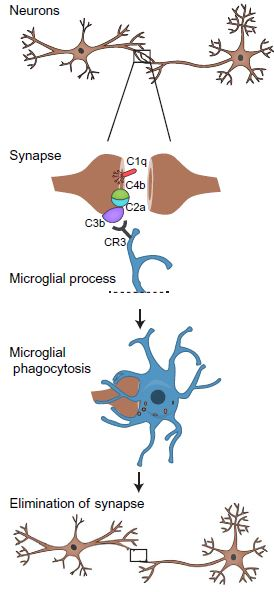 Neurons
Synapse
C1q
C4b
C2a
C3b
CR3
Microglial process
Microglial
phagocytosis
Elimination of synapse